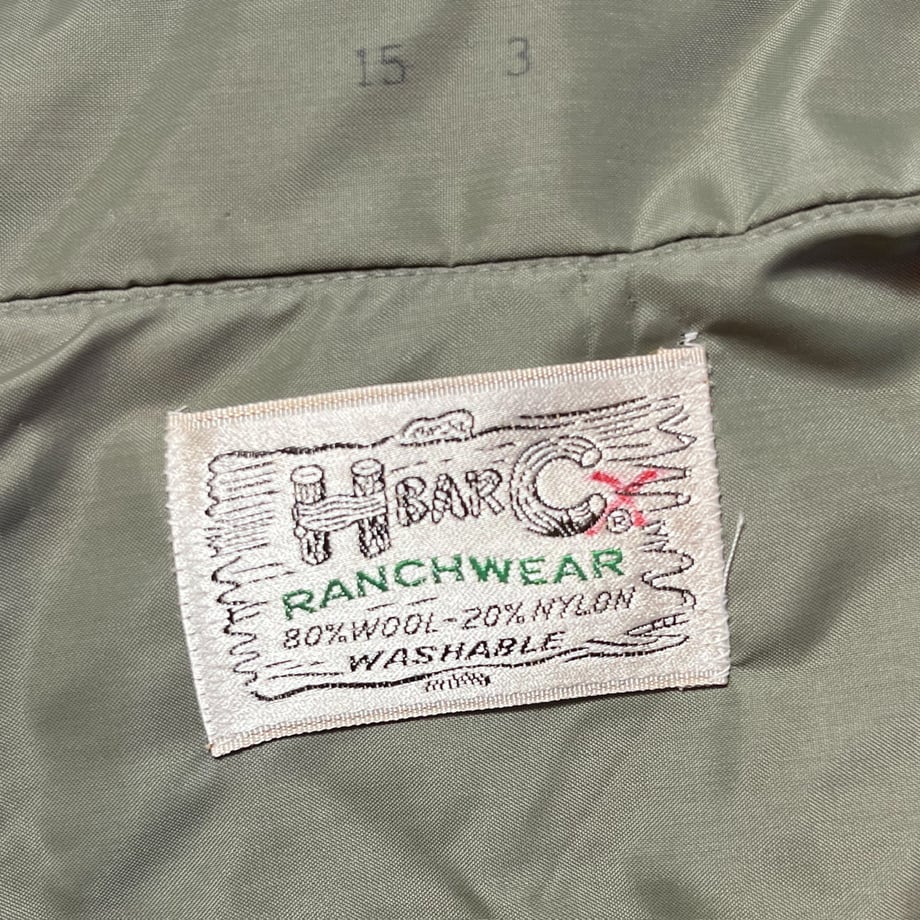 15 3
H BAR C X ®
RANCHWEAR
80% WOOL - 20% NYLON
WASHABLE